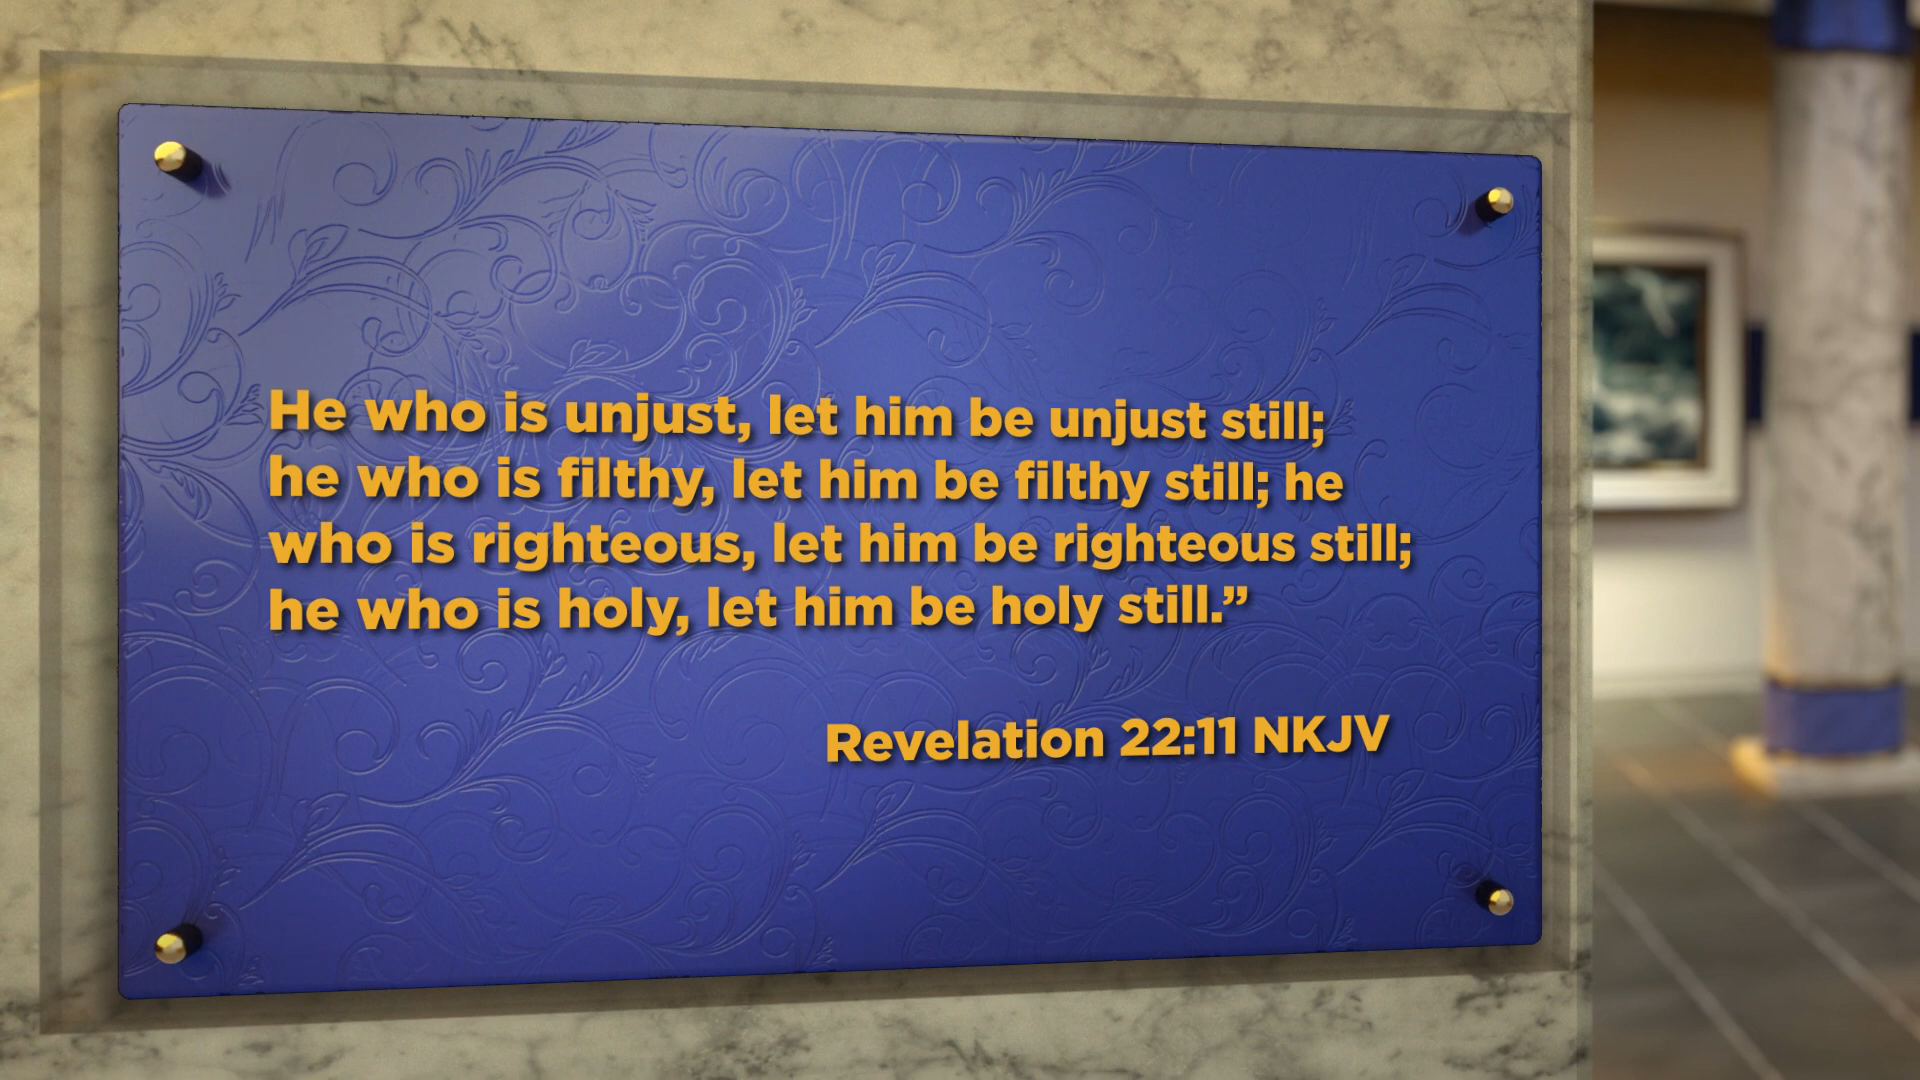 He who is unjust, let him be unjust still;
he who is filthy, let him be filthy still; he
who is righteous, let him be righteous still;
he who is holy, let him be holy still.”
Revelation 22:11 NKJV